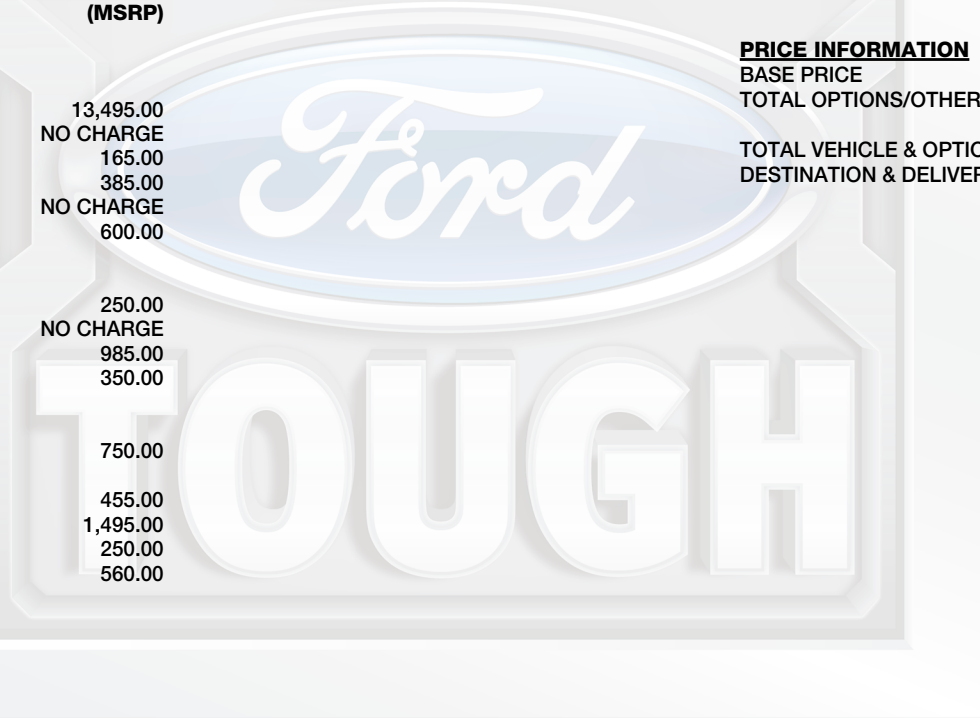 (MSRP)
13,495.00
NO CHARGE
165.00
385.00
NO CHARGE
600.00
250.00
NO CHARGE
985.00
350.00
750.00
455.00
1,495.00
250.00
560.00
PRICE INFORMATION
BASE PRICE
TOTAL OPTIONS/OTHER
TOTAL VEHICLE & OPTIO
DESTINATION & DELIVER
Ford
TOUGH